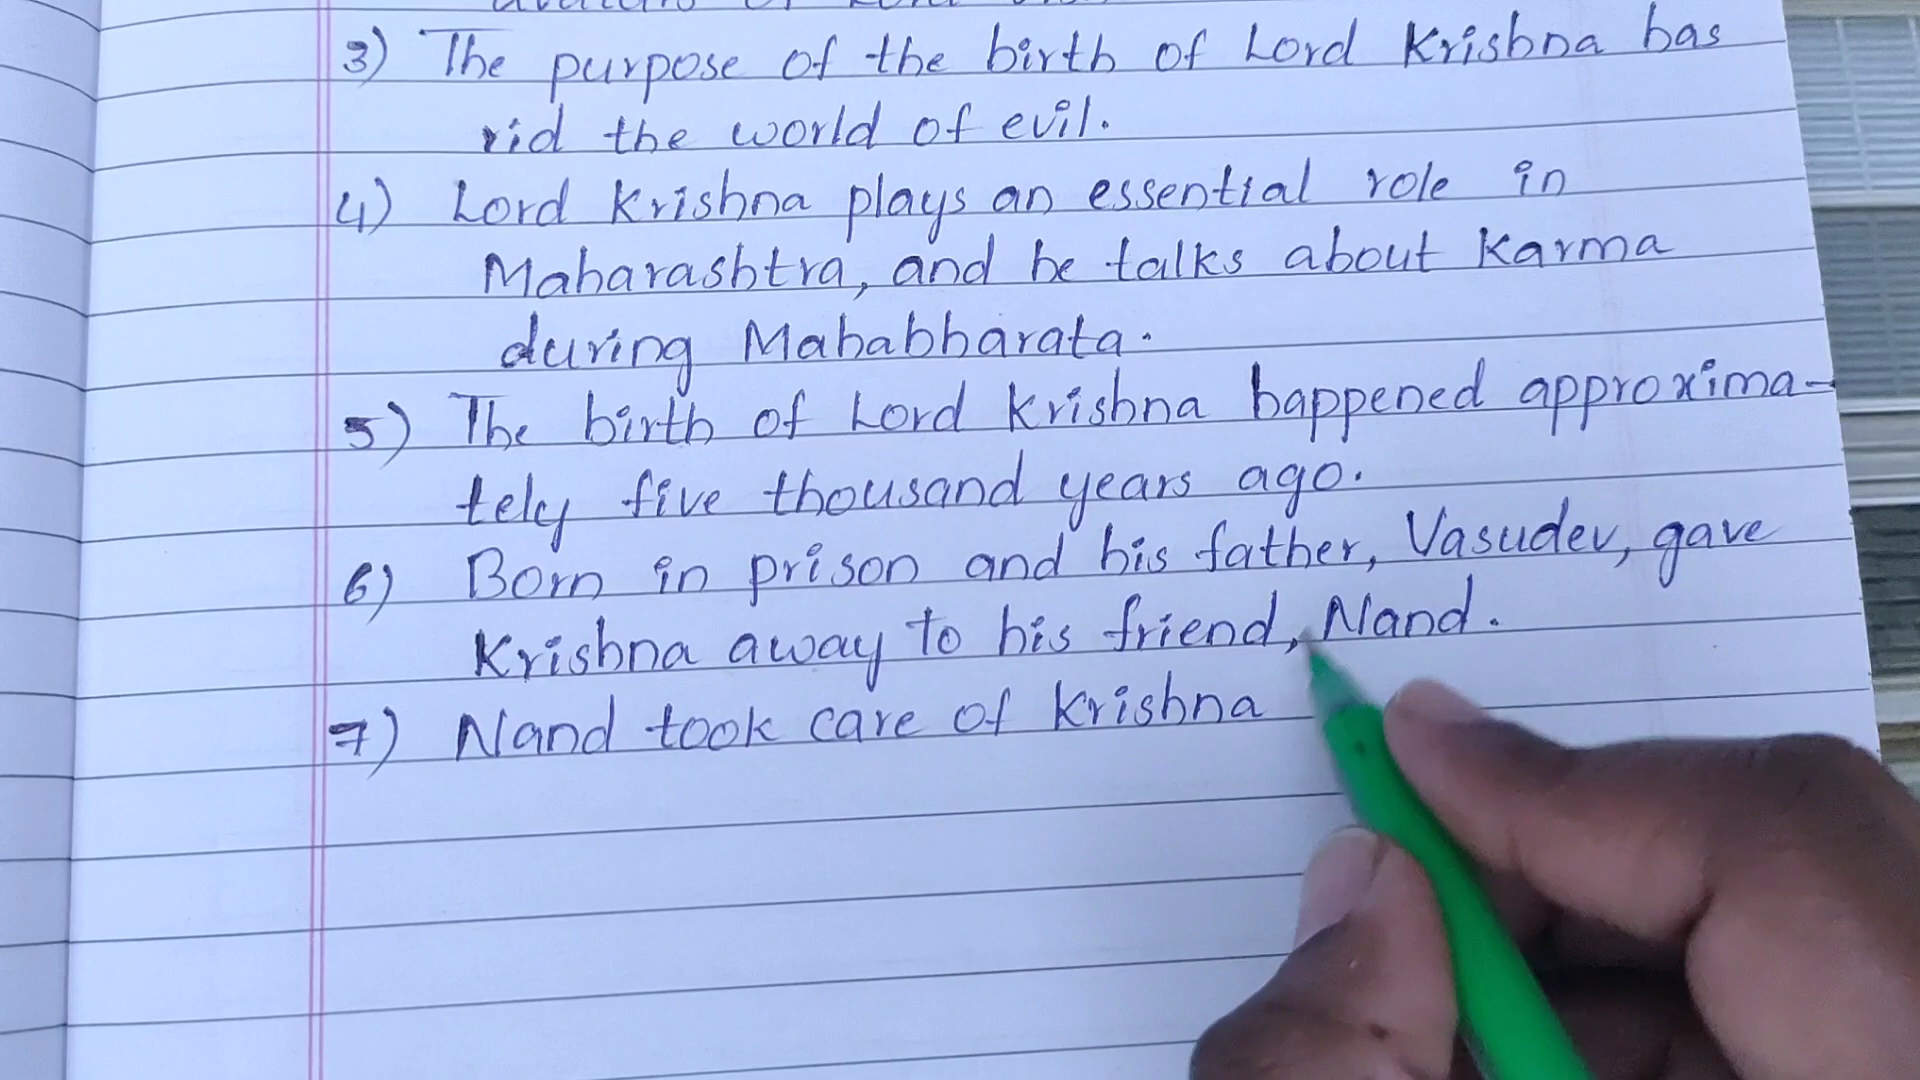 3) The purpose of the birth of Lord Krishna has
rid the world of evil.
4) Lord Krishna plays an essential role in
Maharashtra, and he talks about Karma
during Mahabharata.
5) The birth of Lord Krishna happened approxima-
tely five thousand years ago.
6) Born in prison and his father, Vasudev, gave
Krishna away to his friend, Nand.
7) Nand took care of Krishna